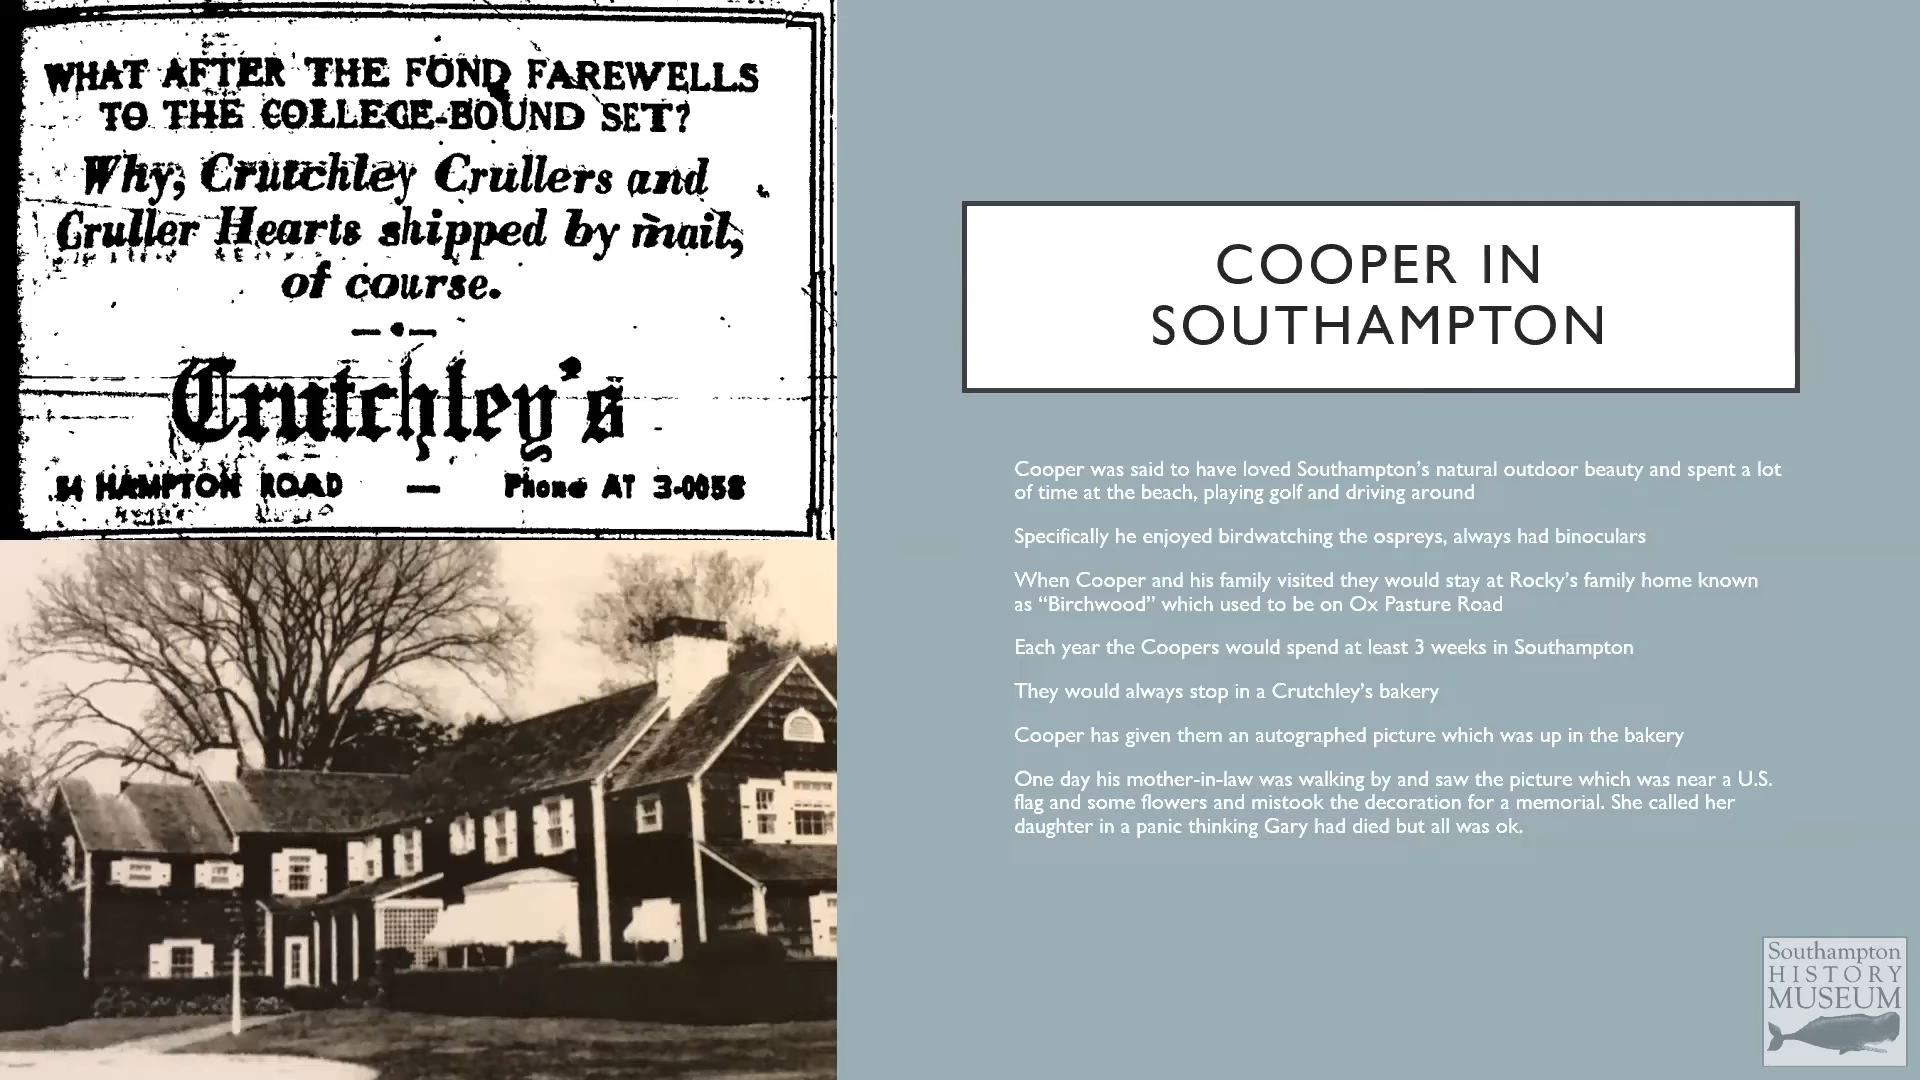 WHAT AFTER THE FOND FAREWELLS
TO THE COLLEGE-BOUND SET?
Why, Crutchley Crullers and
Cruller Hearts shipped by mail,
of course.
Crutchley's
54 HAMPTON ROAD — Phone AT 3-0058
COOPER IN
SOUTHAMPTON
Cooper was said to have loved Southampton’s natural outdoor beauty and spent a lot
of time at the beach, playing golf and driving around
Specifically he enjoyed birdwatching the ospreys, always had binoculars
When Cooper and his family visited they would stay at Rocky’s family home known
as “Birchwood” which used to be on Ox Pasture Road
Each year the Coopers would spend at least 3 weeks in Southampton
They would always stop in a Crutchley’s bakery
Cooper has given them an autographed picture which was up in the bakery
One day his mother-in-law was walking by and saw the picture which was near a U.S.
flag and some flowers and mistook the decoration for a memorial. She called her
daughter in a panic thinking Gary had died but all was ok.
Southampton
HISTORY
MUSEUM